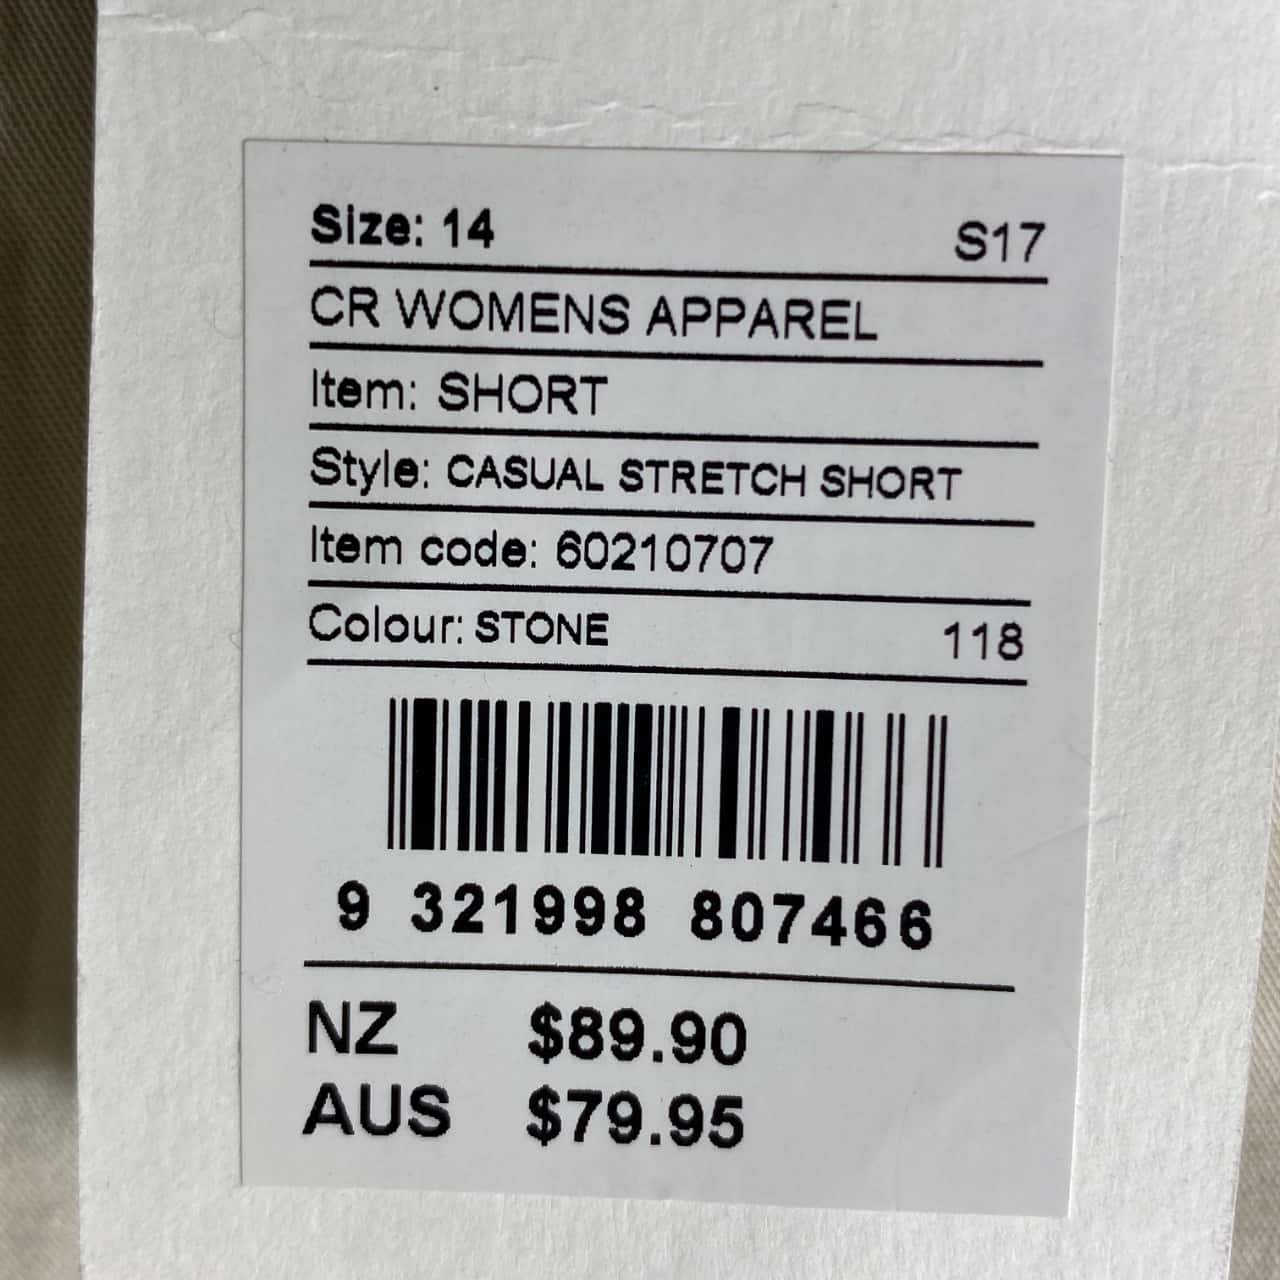 Size: 14 S17
CR WOMENS APPAREL
Item: SHORT
Style: CASUAL STRETCH SHORT
Item code: 60210707
Colour: STONE 118
9 321998 807466
NZ $89.90
AUS $79.95